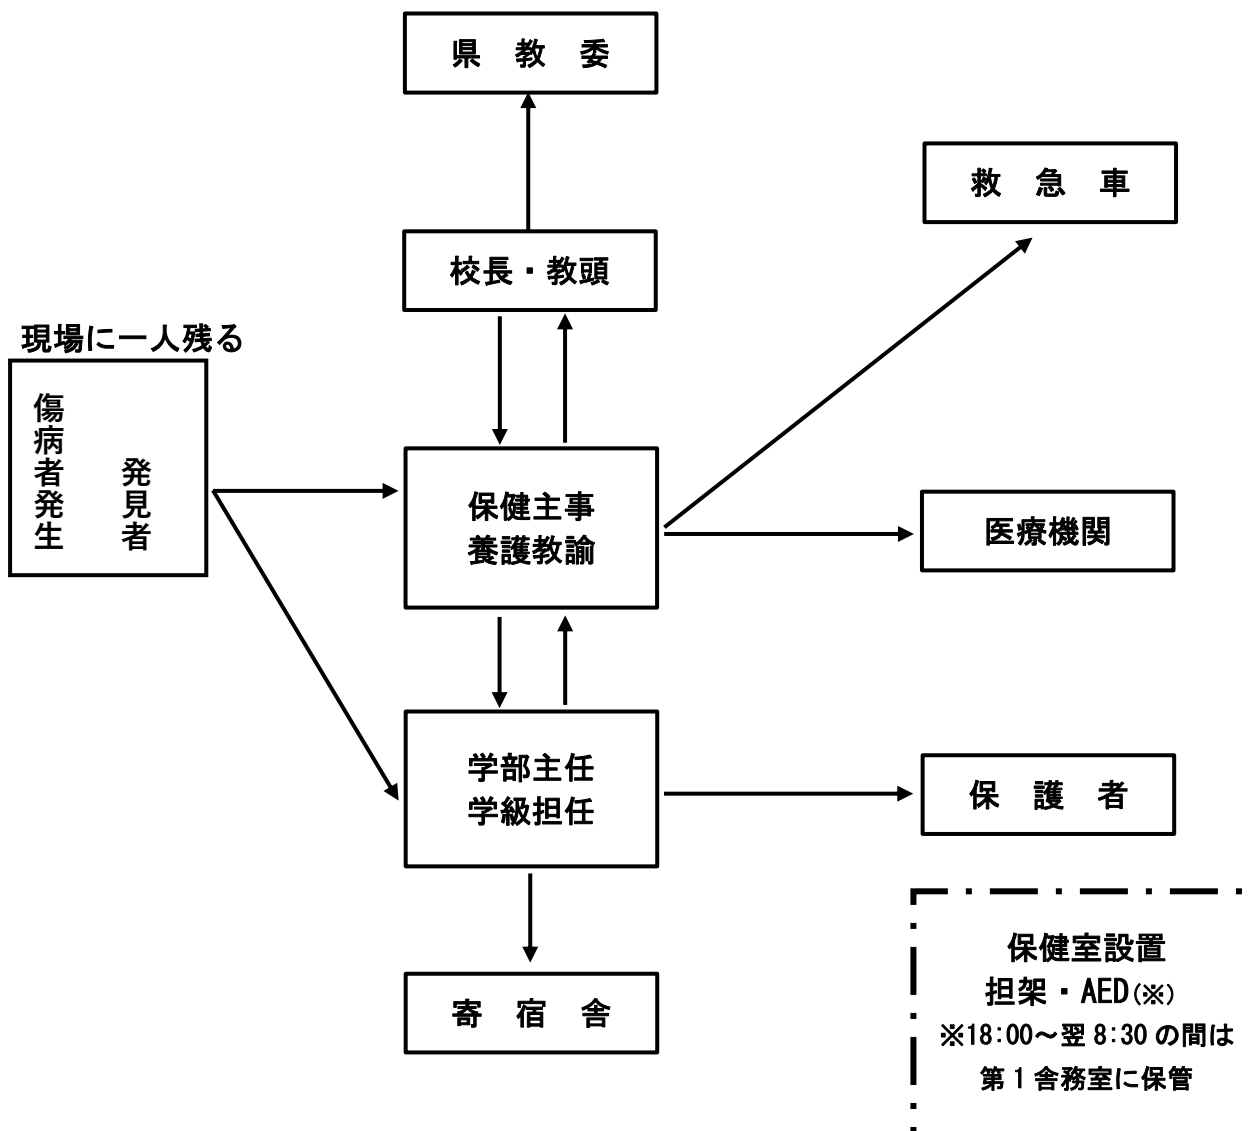 県 教 委
救 急 車
校長・教頭
現場に一人残る
傷病者発生
発見者
保健主事
養護教諭
医療機関
学部主任
学級担任
保 護 者
寄 宿 舎
保健室設置
担架・AED(※)
※18:00～翌 8:30 の間は
第 1 舎務室に保管